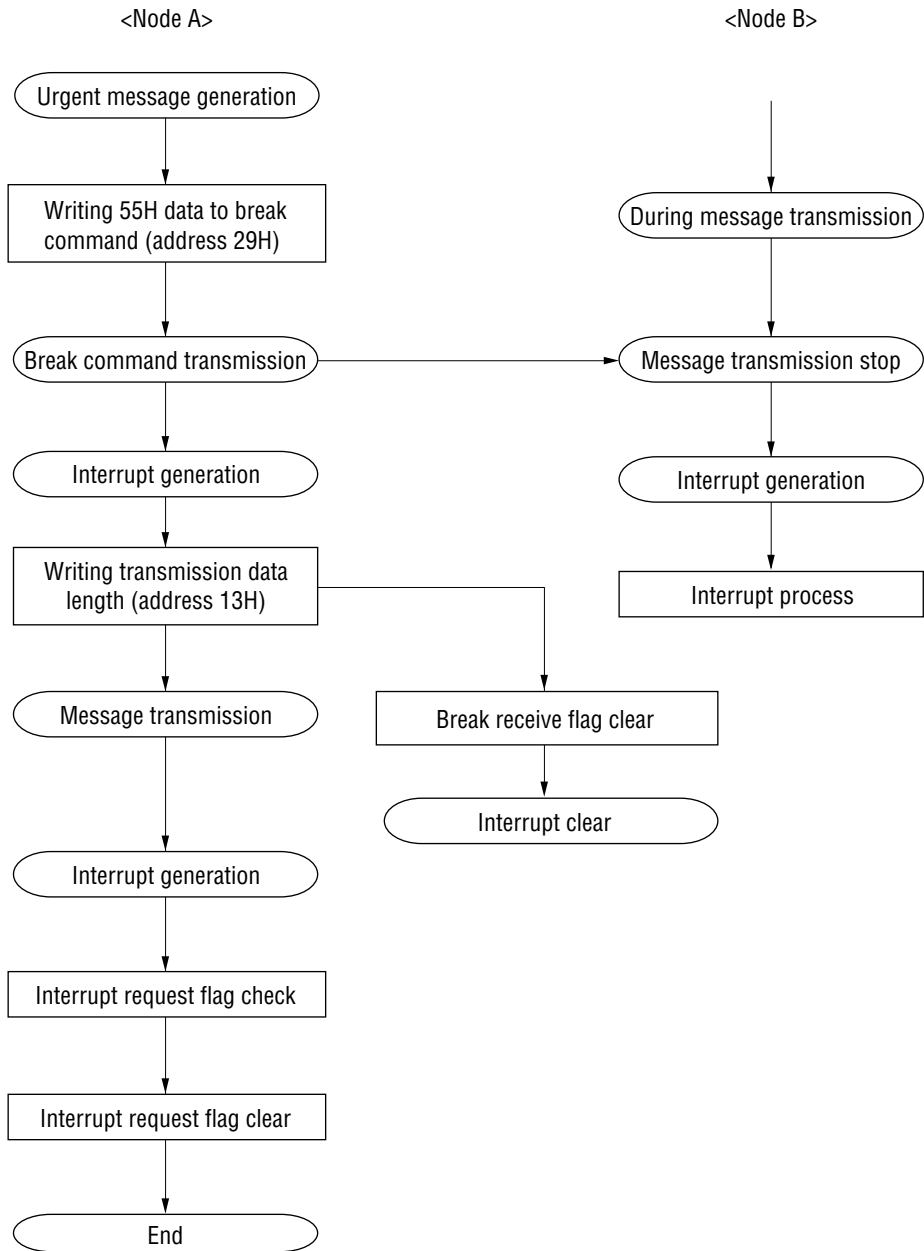 <Node A>
<Node B>
Urgent message generation
Writing 55H data to break
command (address 29H)
During message transmission
Break command transmission
Message transmission stop
Interrupt generation
Interrupt generation
Writing transmission data
length (address 13H)
Interrupt process
Message transmission
Break receive flag clear
Interrupt clear
Interrupt generation
Interrupt request flag check
Interrupt request flag clear
End